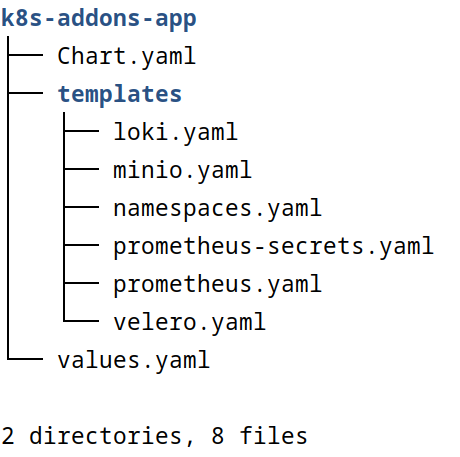 k8s-addons-app
Chart.yaml
templates
loki.yaml
minio.yaml
namespaces.yaml
prometheus-secrets.yaml
prometheus.yaml
velero.yaml
values.yaml
2 directories, 8 files